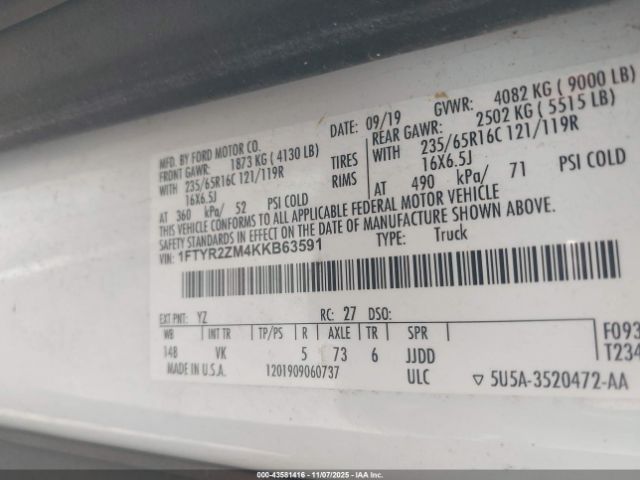 MFD. BY FORD MOTOR CO. DATE: 09/19 GVWR: 4082 KG ( 9000 LB)
FRONT GAWR: 1873 KG ( 4130 LB) REAR GAWR: 2502 KG ( 5515 LB)
WITH 235/65R16C 121/119R TIRES WITH 235/65R16C 121/119R
16X6.5J RIMS 16X6.5J
AT 360 kPa/ 52 PSI COLD AT 490 kPa/ 71 PSI COLD
THIS VEHICLE CONFORMS TO ALL APPLICABLE FEDERAL MOTOR VEHICLE
SAFETY STANDARDS IN EFFECT ON THE DATE OF MANUFACTURE SHOWN ABOVE.
VIN: 1FTYR2ZM4KKB63591 TYPE: Truck
EXT PNT: YZ RC: 27 DSO:
WB INT TR TP/PS R AXLE TR SPR F093
148 VK 5 73 6 JJDD T234
MADE IN U.S.A. 1201909060737 ULC ▽ 5U5A-3520472-AA
000-43581416 - 11/07/2025 - IAA Inc.